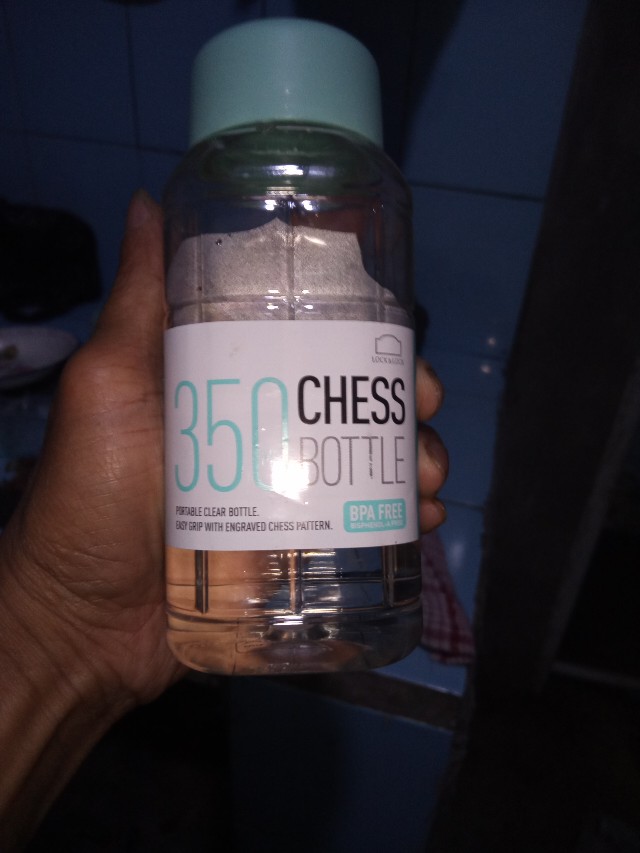 LOCK&LOCK
350 CHESS
BOTTLE
PORTABLE CLEAR BOTTLE.
EASY GRIP WITH ENGRAVED CHESS PATTERN.
BPA FREE